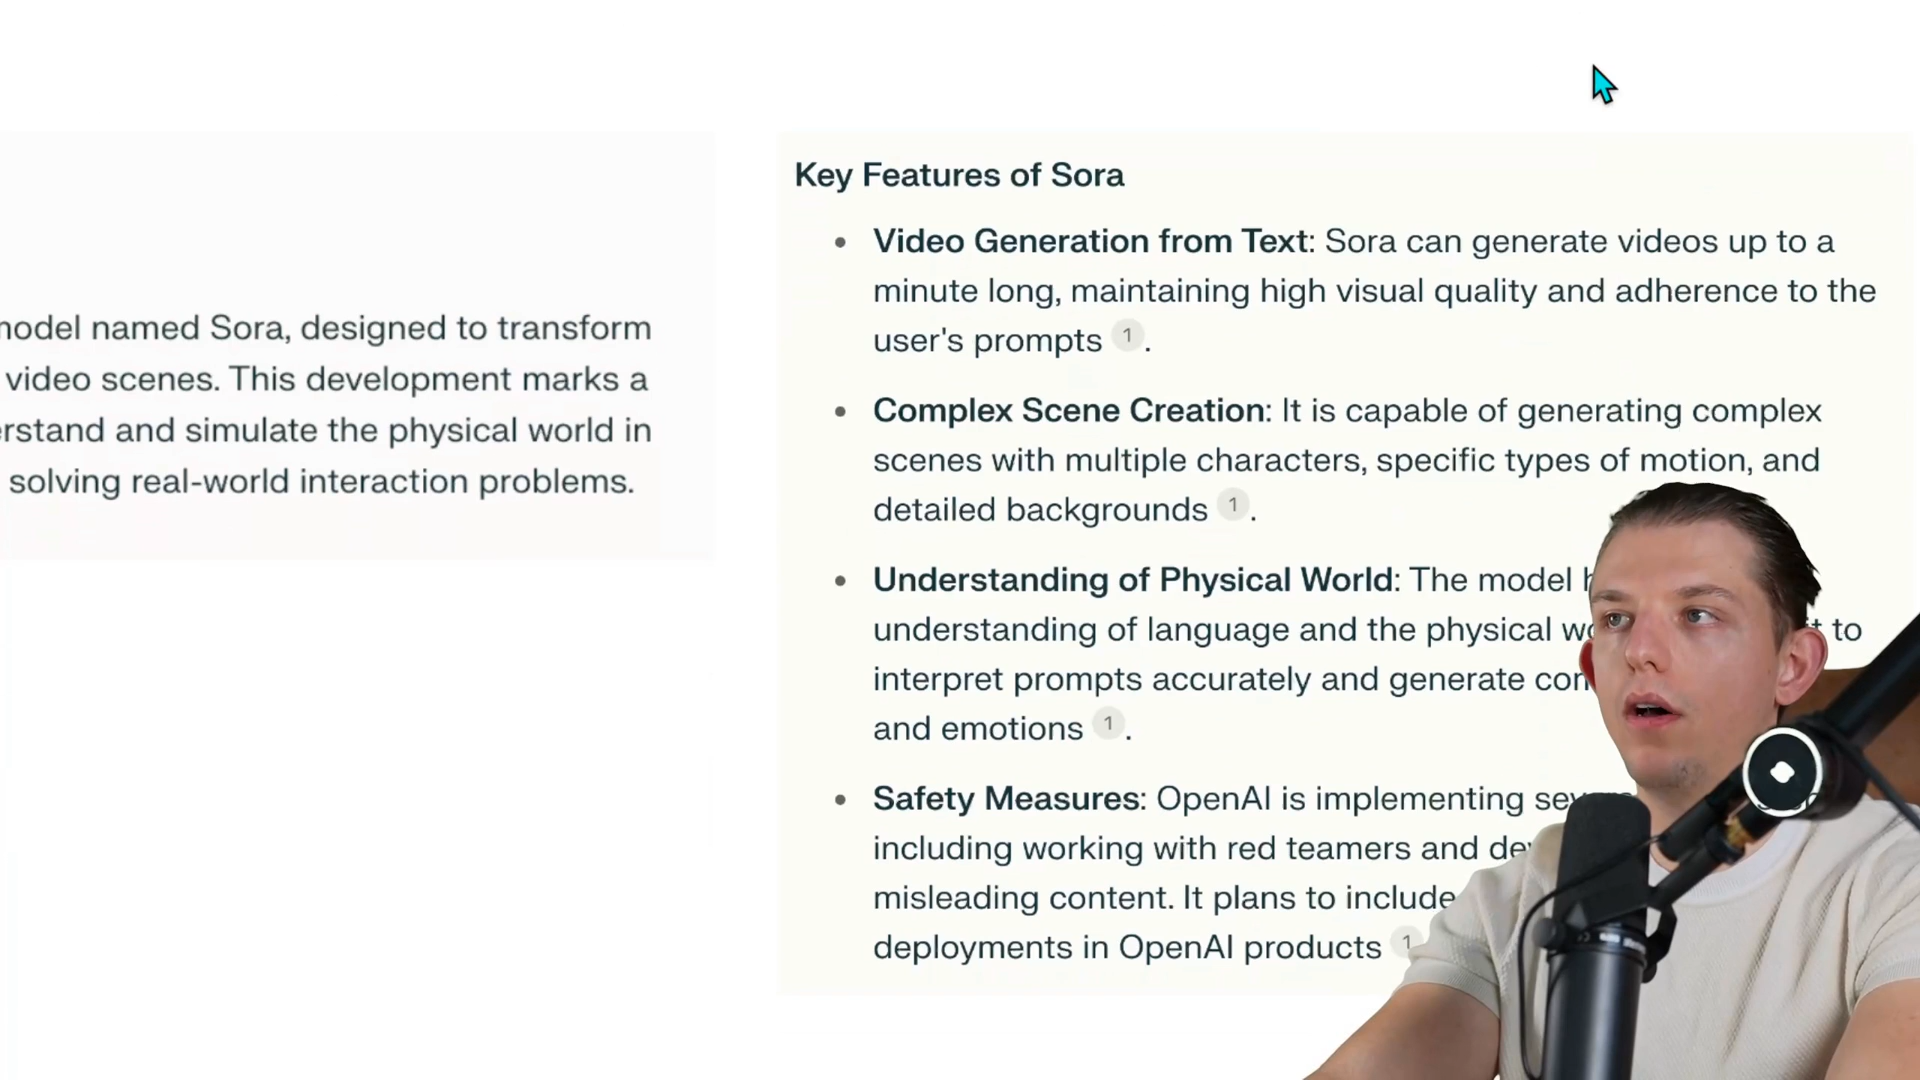 model named Sora, designed to transform
video scenes. This development marks a
and simulate the physical world in
solving real-world interaction problems.
Key Features of Sora
• Video Generation from Text: Sora can generate videos up to a
minute long, maintaining high visual quality and adherence to the
user's prompts 1.
• Complex Scene Creation: It is capable of generating complex
scenes with multiple characters, specific types of motion, and
detailed backgrounds 1.
• Understanding of Physical World: The model
understanding of language and the physical to
interpret prompts accurately and generate
and emotions 1.
• Safety Measures: OpenAI is implementing
including working with red teamers and
misleading content. It plans to include
deployments in OpenAI products 1